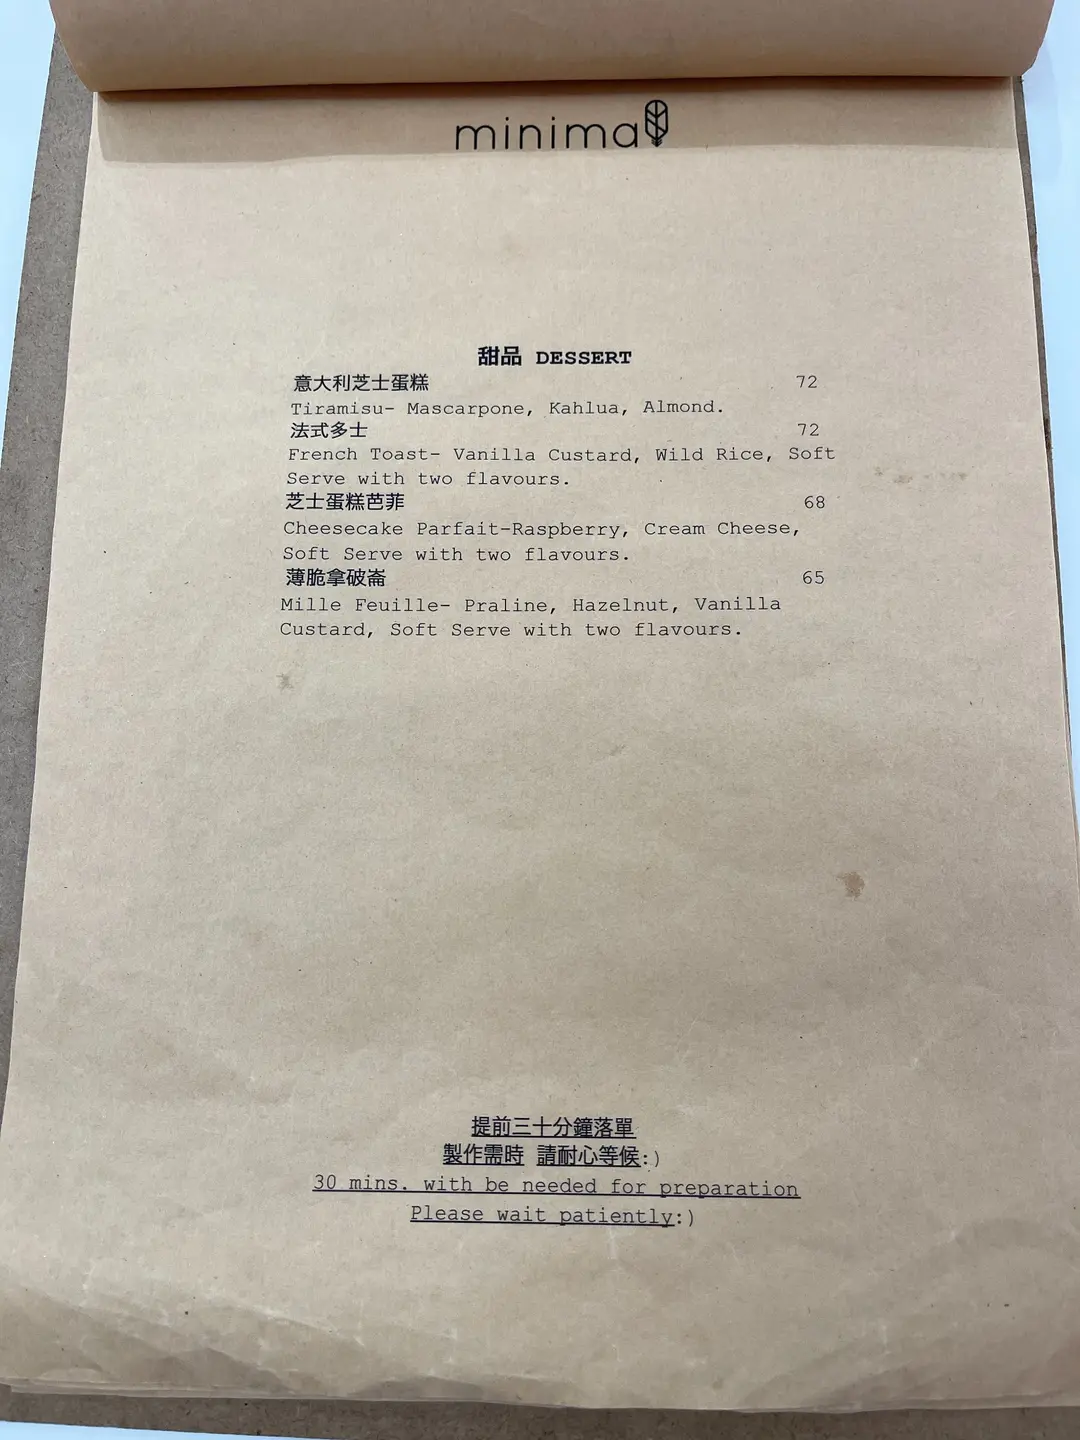 minima
甜品 DESSERT
意大利芝士蛋糕 72
Tiramisu- Mascarpone, Kahlua, Almond.
法式多士 72
French Toast- Vanilla Custard, Wild Rice, Soft
Serve with two flavours.
芝士蛋糕芭菲 68
Cheesecake Parfait-Raspberry, Cream Cheese,
Soft Serve with two flavours.
薄脆拿破崙 65
Mille Feuille- Praline, Hazelnut, Vanilla
Custard, Soft Serve with two flavours.
提前三十分鐘落單
製作需時 請耐心等候:)
30 mins. with be needed for preparation
Please wait patiently:)